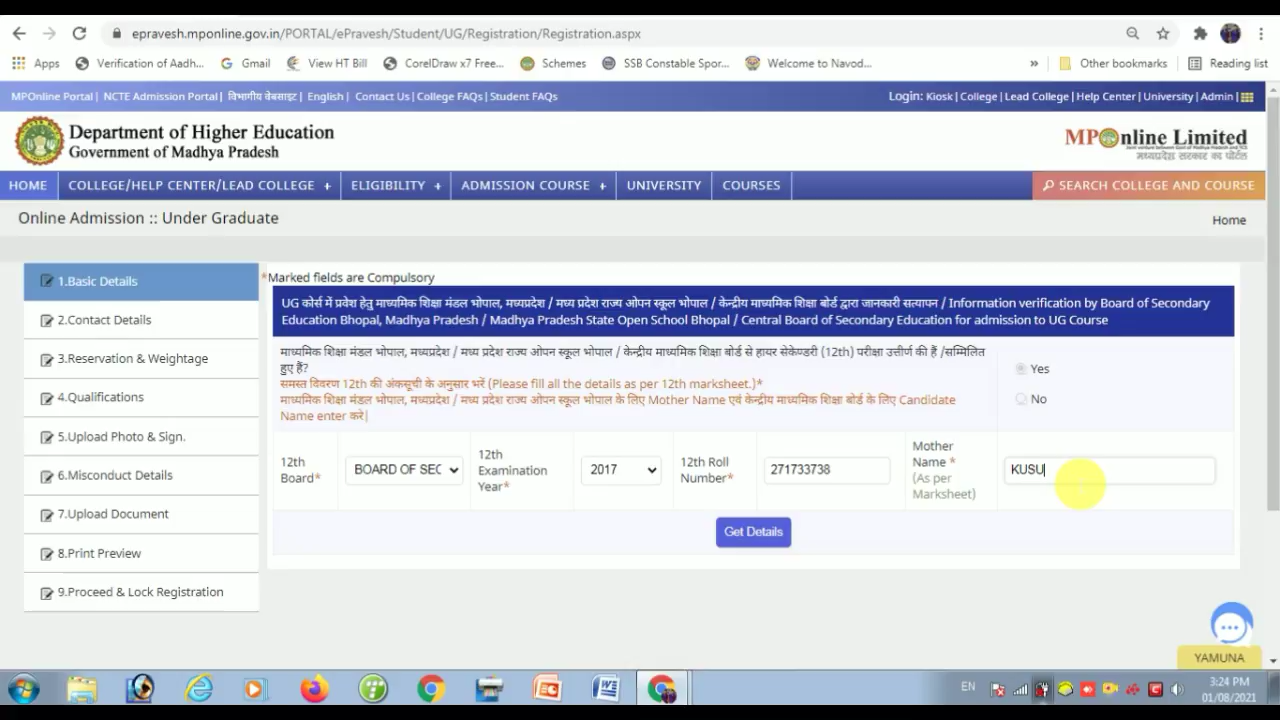 epravesh.mponline.gov.in/PORTAL/ePravesh/Student/UG/Registration/Registration.aspx
Apps Verification of Aadh... Gmail View HT Bill CorelDraw x7 Free... Schemes SSB Constable Spor... Welcome to Navod... » Other bookmarks Reading list
MPOnline Portal| NCTE Admission Portal | विभागीय वेबसाइट | English | Contact Us | College FAQs | Student FAQs
Login: Kiosk | College | Lead College | Help Center | University | Admin |
Department of Higher Education
Government of Madhya Pradesh
MPOnline Limited
मध्यप्रदेश सरकार का पोर्टल
HOME COLLEGE/HELP CENTER/LEAD COLLEGE + ELIGIBILITY + ADMISSION COURSE + UNIVERSITY COURSES SEARCH COLLEGE AND COURSE
Online Admission :: Under Graduate
Home
1.Basic Details
2.Contact Details
3.Reservation & Weightage
4.Qualifications
5.Upload Photo & Sign.
6.Misconduct Details
7.Upload Document
8.Print Preview
9.Proceed & Lock Registration
*Marked fields are Compulsory
UG कोर्स में प्रवेश हेतु माध्यमिक शिक्षा मंडल भोपाल, मध्यप्रदेश / मध्य प्रदेश राज्य ओपन स्कूल भोपाल / केन्द्रीय माध्यमिक शिक्षा बोर्ड द्वारा जानकारी सत्यापन / Information verification by Board of Secondary
Education Bhopal, Madhya Pradesh / Madhya Pradesh State Open School Bhopal / Central Board of Secondary Education for admission to UG Course
माध्यमिक शिक्षा मंडल भोपाल, मध्यप्रदेश / मध्य प्रदेश राज्य ओपन स्कूल भोपाल / केन्द्रीय माध्यमिक शिक्षा बोर्ड से हायर सेकेण्डरी (12th) परीक्षा उत्तीर्ण की हैं /सम्मिलित
हुए हैं?
समस्त विवरण 12th की अंकसूची के अनुसार भरें (Please fill all the details as per 12th marksheet.)*
माध्यमिक शिक्षा मंडल भोपाल, मध्यप्रदेश / मध्य प्रदेश राज्य ओपन स्कूल भोपाल के लिए Mother Name एवं केन्द्रीय माध्यमिक शिक्षा बोर्ड के लिए Candidate
Name enter करे|
Yes
No
12th
Board*
BOARD OF SEC
12th
Examination
Year*
2017
12th Roll
Number*
271733738
Mother
Name *
(As per
Marksheet)
KUSU
Get Details
YAMUNA
EN
3:24 PM
01/08/2021